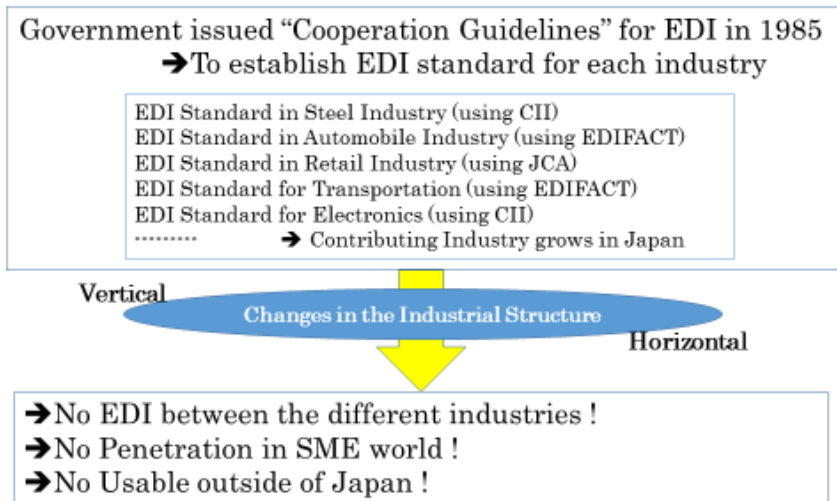 Government issued “Cooperation Guidelines” for EDI in 1985
➔To establish EDI standard for each industry
EDI Standard in Steel Industry (using CII)
EDI Standard in Automobile Industry (using EDIFACT)
EDI Standard in Retail Industry (using JCA)
EDI Standard for Transportation (using EDIFACT)
EDI Standard for Electronics (using CII)
--------- ➔ Contributing Industry grows in Japan
Vertical
Changes in the Industrial Structure
Horizontal
➔No EDI between the different industries !
➔No Penetration in SME world !
➔No Usable outside of Japan !